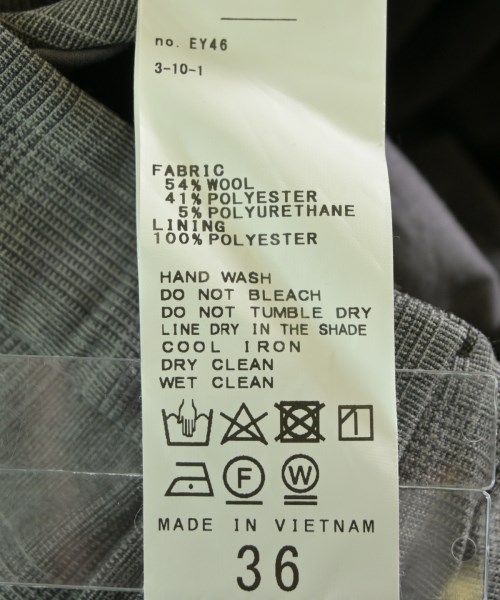 no. EY46
3-10-1
FABRIC
54% WOOL
41% POLYESTER
5% POLYURETHANE
LINING
100% POLYESTER
HAND WASH
DO NOT BLEACH
DO NOT TUMBLE DRY
LINE DRY IN THE SHADE
COOL IRON
DRY CLEAN
WET CLEAN
F W
MADE IN VIETNAM
36